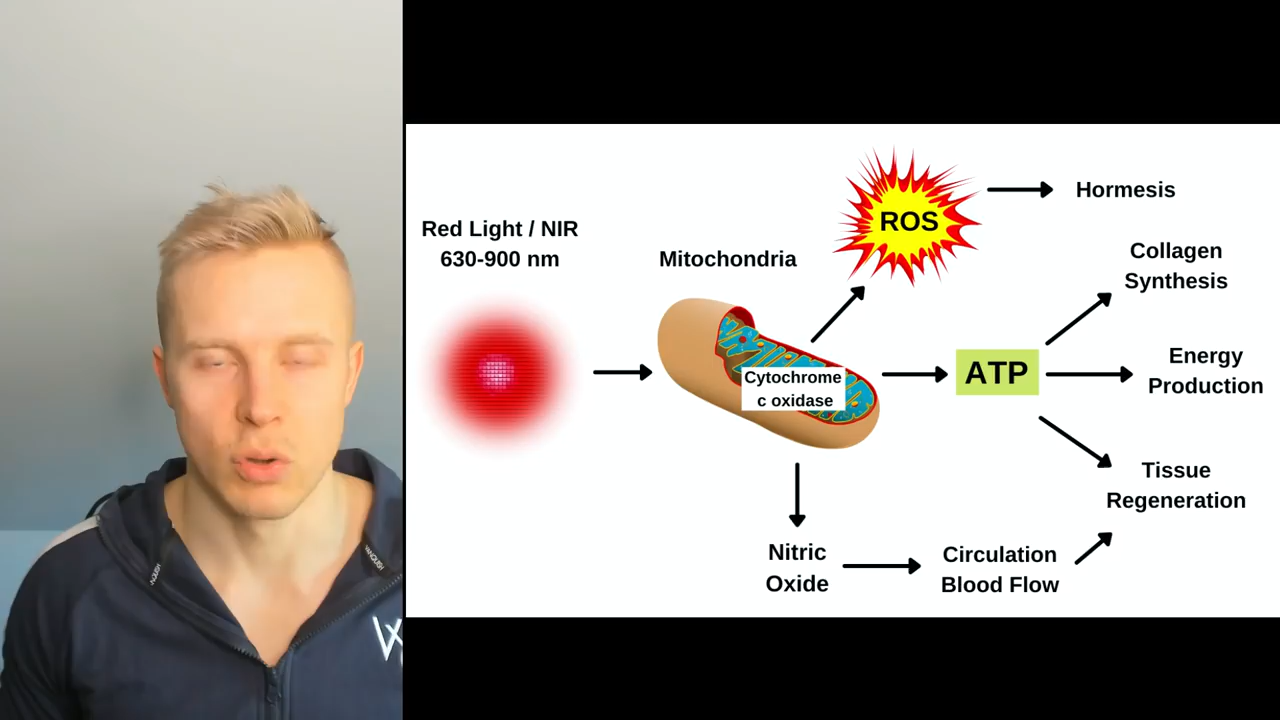 Red Light / NIR
630-900 nm
Mitochondria
ROS
Hormesis
Collagen
Synthesis
Cytochrome
c oxidase
ATP
Energy
Production
Tissue
Regeneration
Nitric
Oxide
Circulation
Blood Flow
VANQUISH